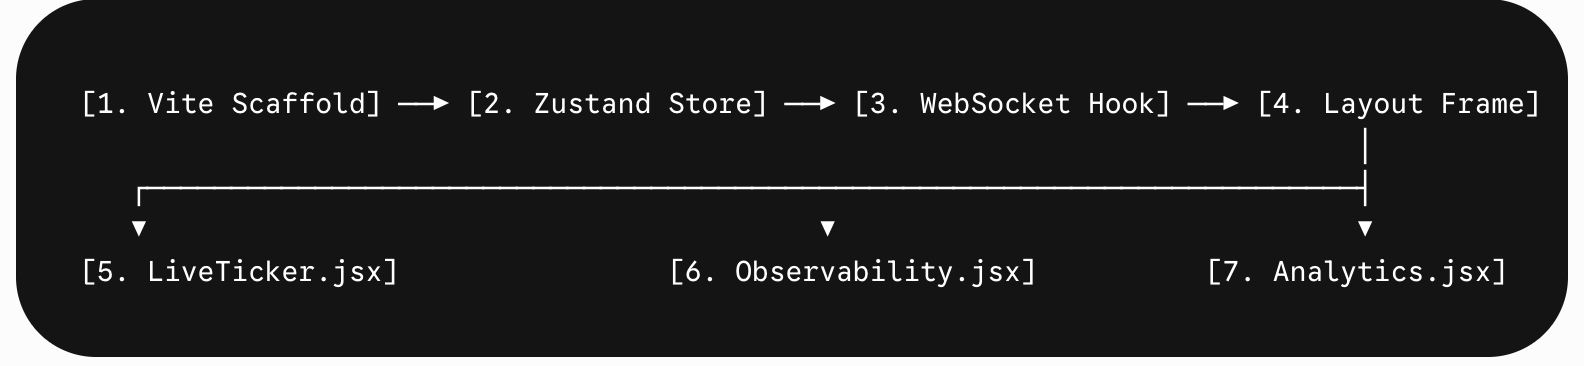 [1. Vite Scaffold] ──► [2. Zustand Store] ──► [3. WebSocket Hook] ──► [4. Layout Frame]
[5. LiveTicker.jsx] [6. Observability.jsx] [7. Analytics.jsx]